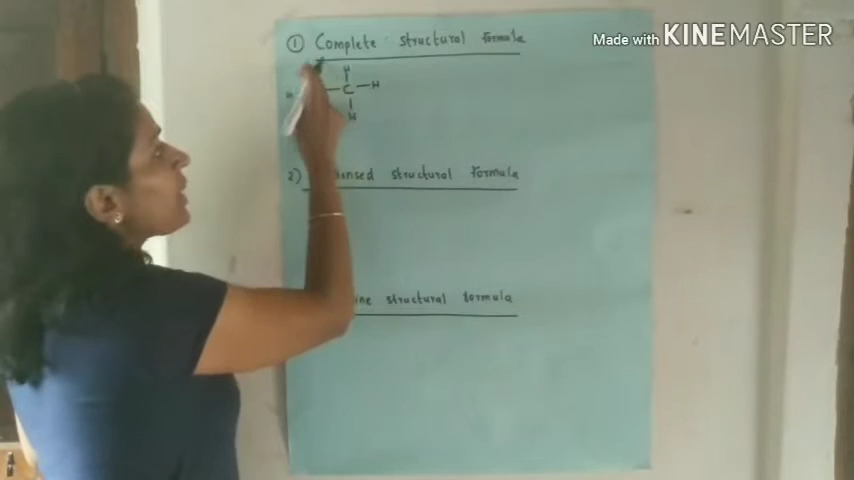 ① Complete structural formula
Made with KINEMASTER
H
— C — H
H
2) structural formula
structural formula